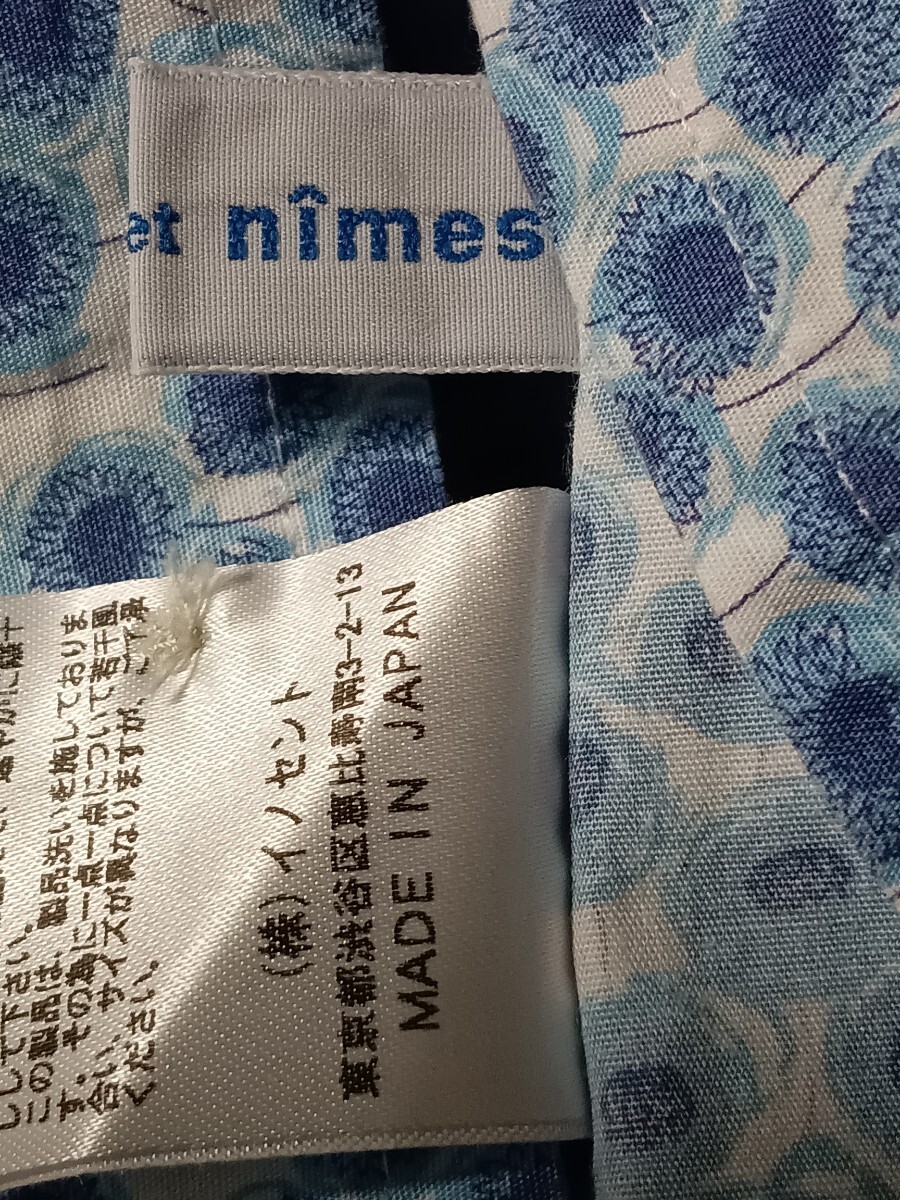 et nîmes
して下さい。
この製品は、製品洗いを施しておりま
す。その為に一点一点について若干風
合い、サイズが異なりますが、ご了承
ください。
(株)イノセント
東京都渋谷区恵比寿南3-2-13
MADE IN JAPAN